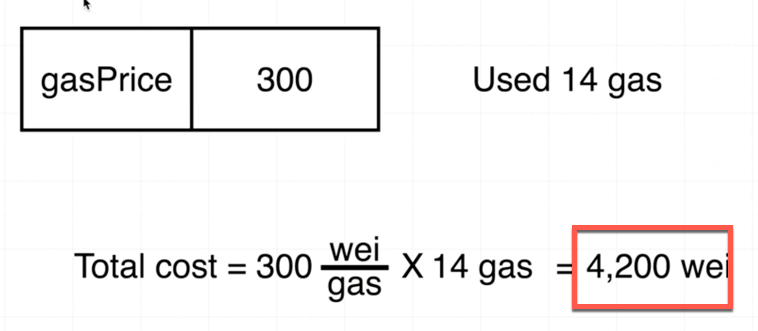 gasPrice 300 Used 14 gas
Total cost = 300 wei/gas X 14 gas = 4,200 wei